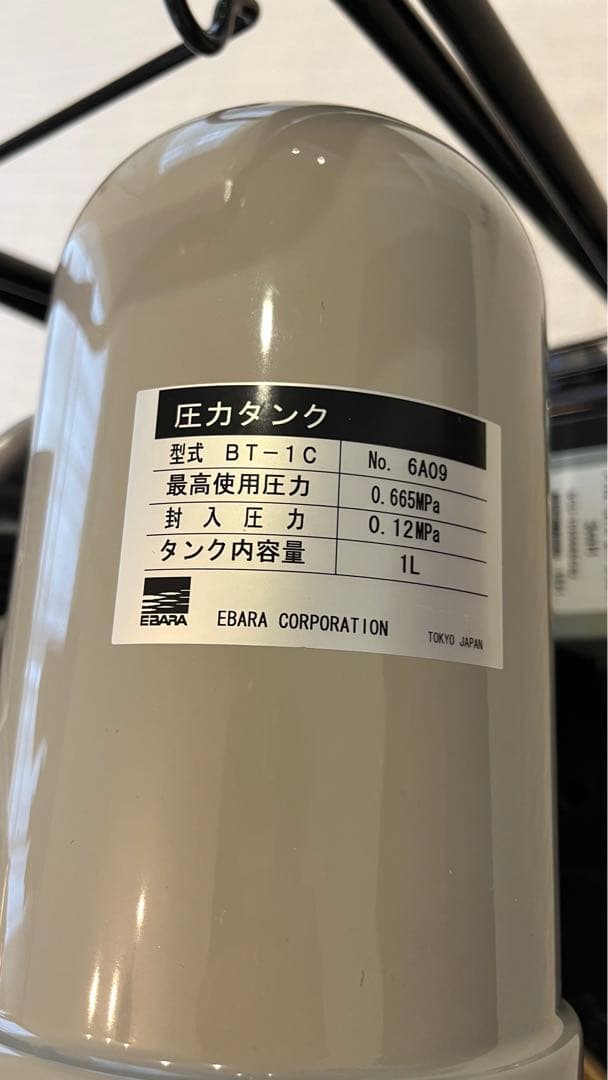 圧力タンク
型式 BT-1C No. 6A09
最高使用圧力 0.665MPa
封入圧力 0.12MPa
タンク内容量 1L
EBARA EBARA CORPORATION TOKYO JAPAN